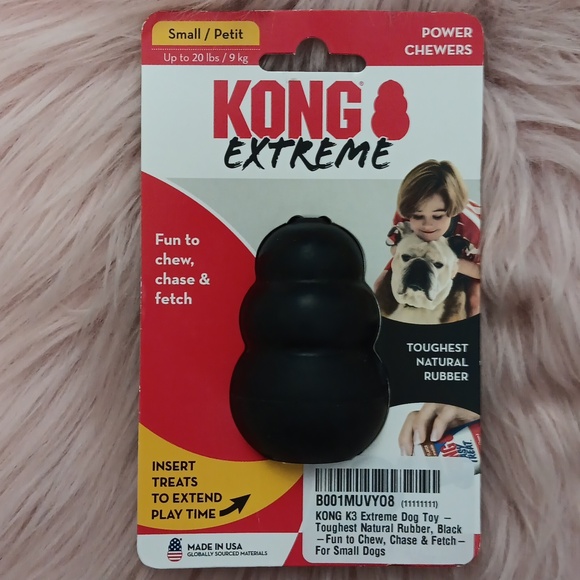 Small / Petit
Up to 20 lbs / 9 kg
POWER
CHEWERS
KONG®
EXTREME
Fun to
chew,
chase &
fetch
TOUGHEST
NATURAL
RUBBER
INSERT
TREATS
TO EXTEND
PLAY TIME
MADE IN USA
GLOBALLY SOURCED MATERIALS
B001MUVYO8 (11111111)
KONG K3 Extreme Dog Toy –
Toughest Natural Rubber, Black
–Fun to Chew, Chase & Fetch–
For Small Dogs